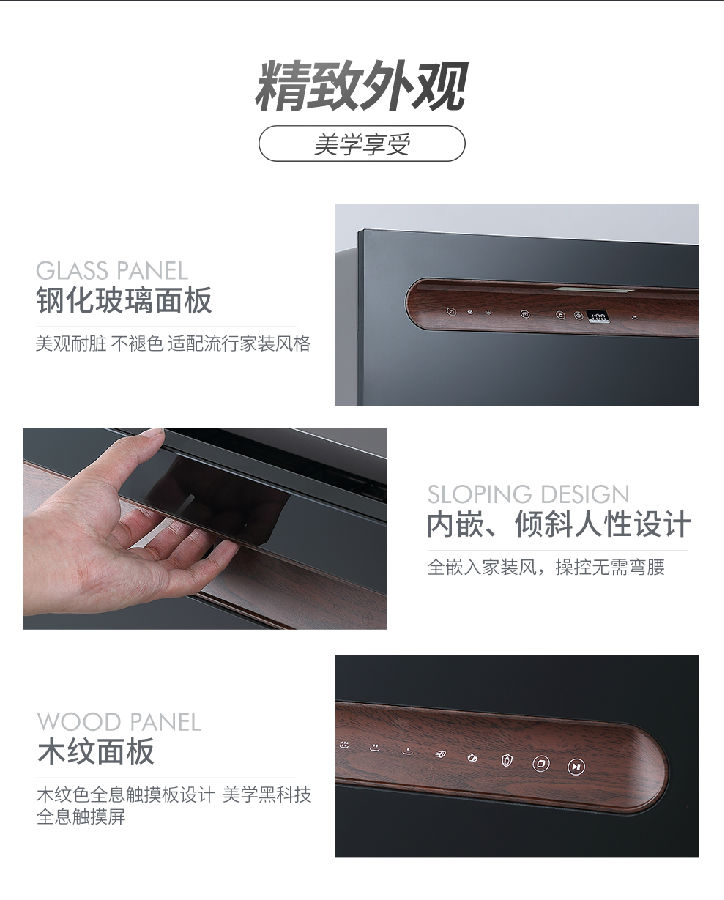 精致外观
美学享受
GLASS PANEL
钢化玻璃面板
美观耐脏 不褪色 适配流行家装风格
SLOPING DESIGN
内嵌、倾斜人性设计
全嵌入家装风，操控无需弯腰
WOOD PANEL
木纹面板
木纹色全息触摸板设计 美学黑科技
全息触摸屏